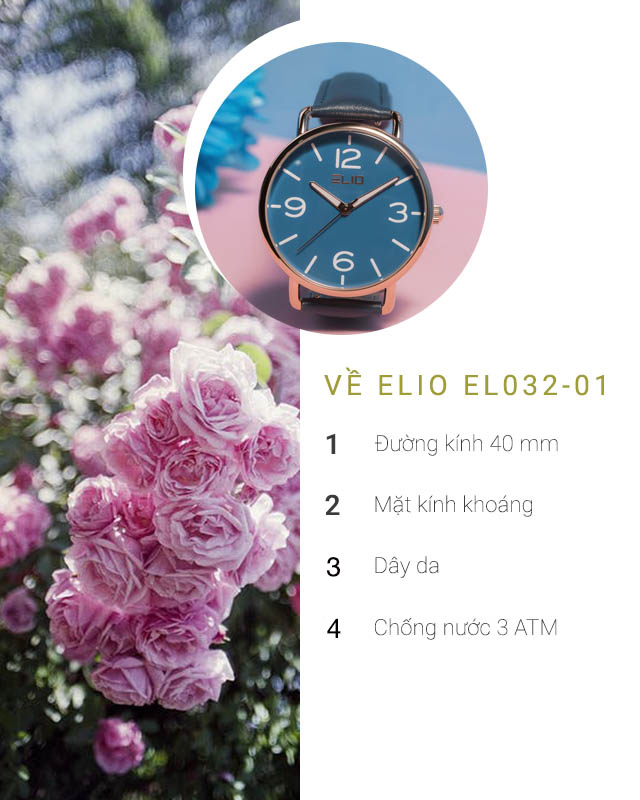 12
ELIO
9
3
6
VỀ ELIO EL032-01
1 Đường kính 40 mm
2 Mặt kính khoáng
3 Dây da
4 Chống nước 3 ATM